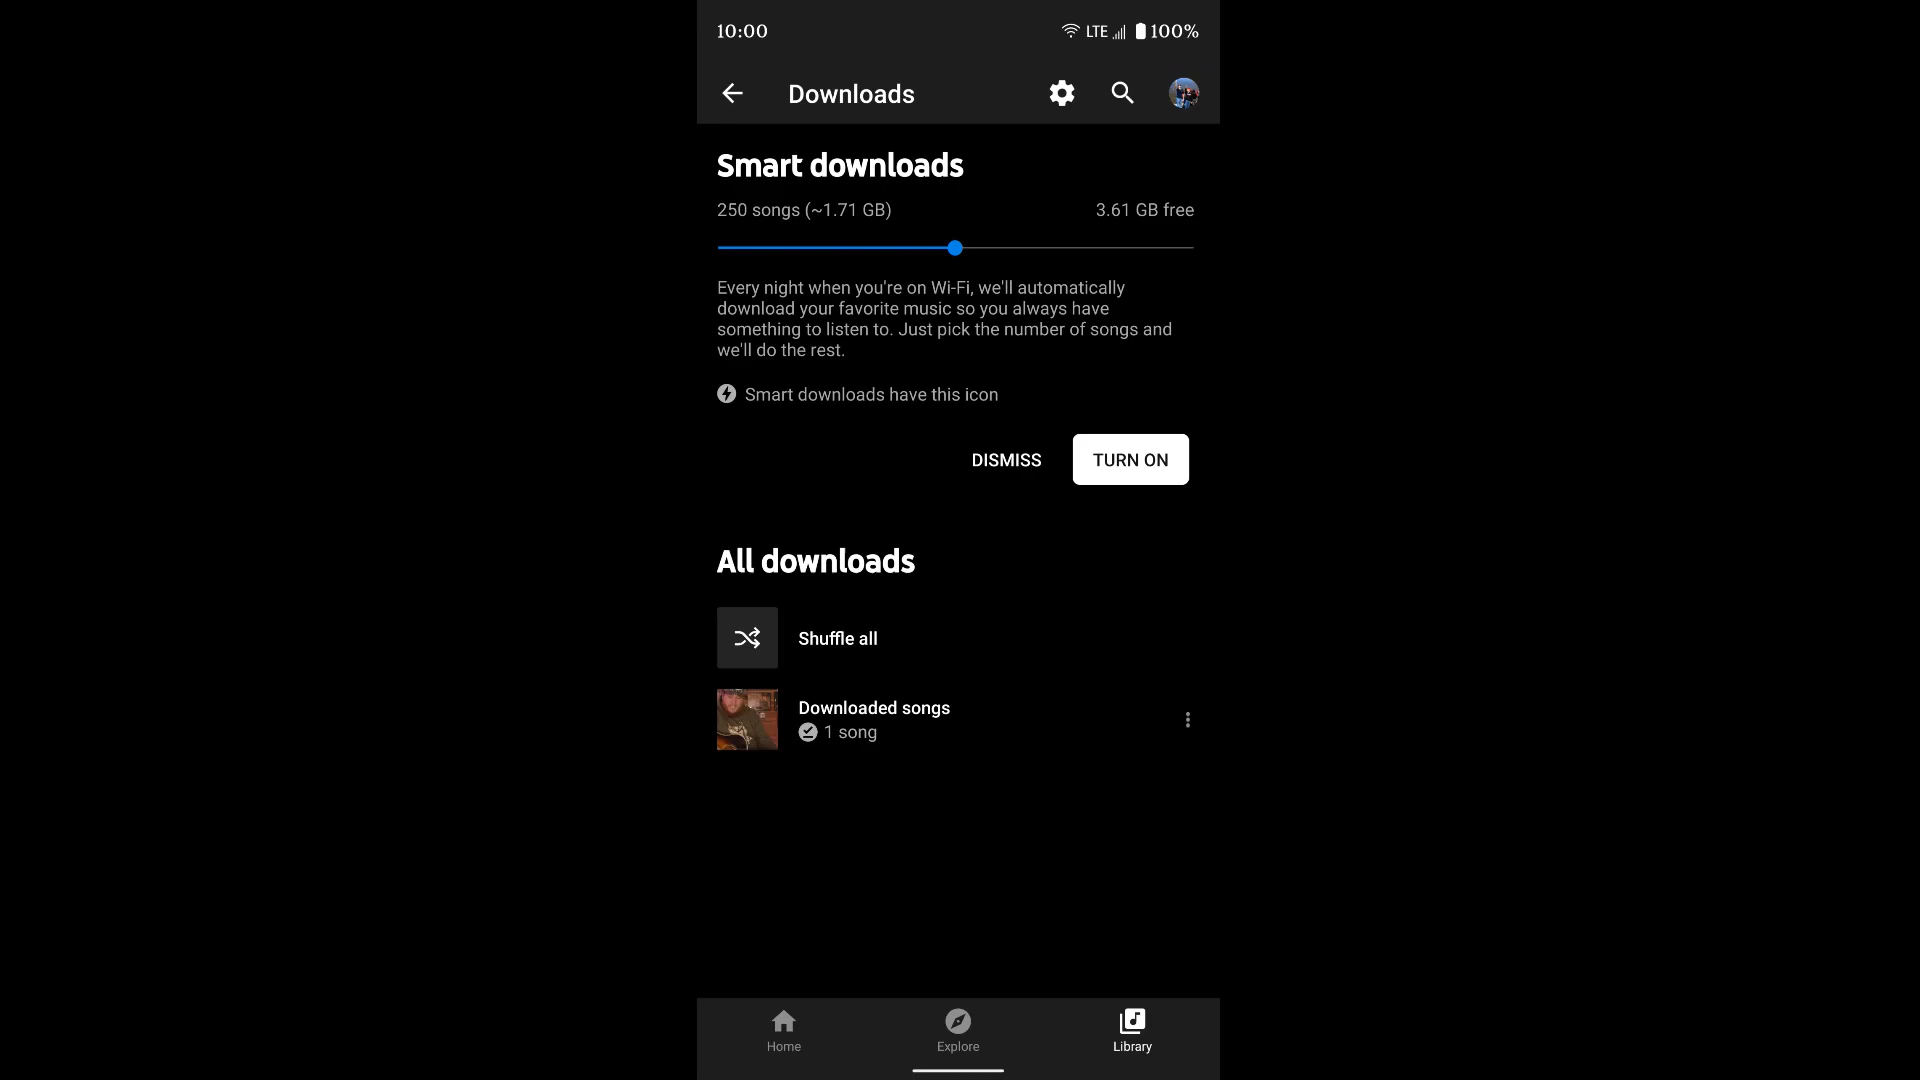 10:00 LTE 100%
Downloads
Smart downloads
250 songs (~1.71 GB) 3.61 GB free
Every night when you're on Wi-Fi, we'll automatically
download your favorite music so you always have
something to listen to. Just pick the number of songs and
we'll do the rest.
Smart downloads have this icon
DISMISS TURN ON
All downloads
Shuffle all
Downloaded songs
1 song
Home Explore Library